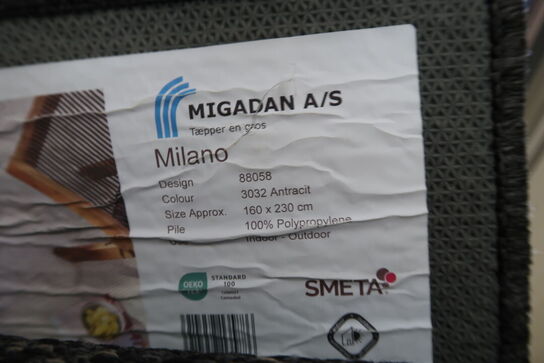 MIGADAN A/S
Tæpper en gros
Milano
Design 88058
Colour 3032 Antracit
Size Approx. 160 x 230 cm
Pile 100% Polypropylene
Indoor - Outdoor
OEKO
STANDARD
100
SMETA